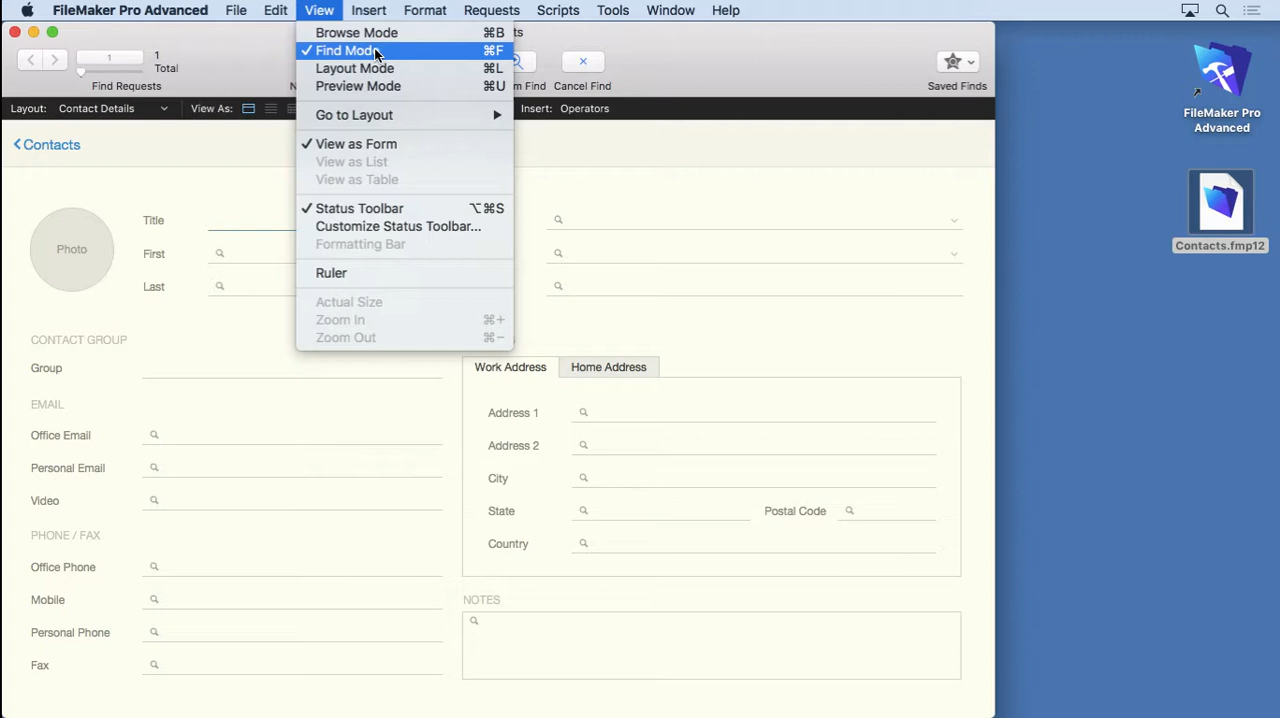 FileMaker Pro Advanced File Edit View Insert Format Requests Scripts Tools Window Help
Browse Mode ⌘B
✓ Find Mode ⌘F
Layout Mode ⌘L
Preview Mode ⌘U
Go to Layout
✓ View as Form
View as List
View as Table
✓ Status Toolbar ⌥⌘S
Customize Status Toolbar...
Formatting Bar
Ruler
Actual Size
Zoom In ⌘+
Zoom Out ⌘−
1
1
Total
Find Requests
Cancel Find
Saved Finds
Layout: Contact Details View As: Insert: Operators
Contacts
Photo
Title
First
Last
CONTACT GROUP
Group
EMAIL
Office Email
Personal Email
Video
PHONE / FAX
Office Phone
Mobile
Personal Phone
Fax
Work Address Home Address
Address 1
Address 2
City
State Postal Code
Country
NOTES
FileMaker Pro
Advanced
Contacts.fmp12